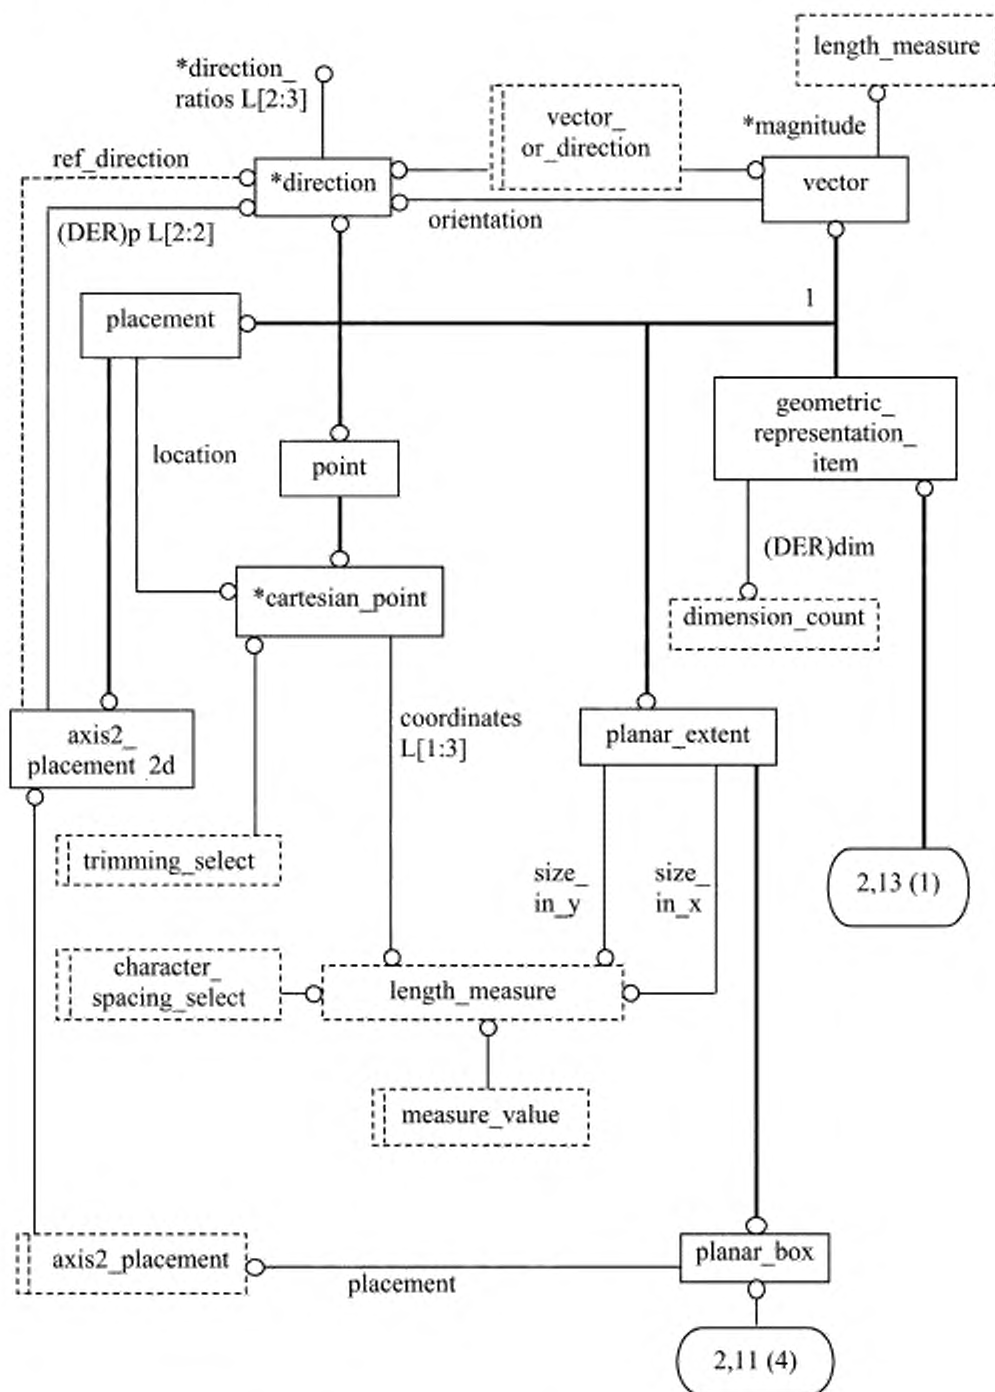 length_measure
*direction_
ratios L[2:3]
vector_
or_direction
*magnitude
ref_direction
*direction
vector
orientation
(DER)p L[2:2]
1
placement
geometric_
representation_
item
location
point
(DER)dim
*cartesian_point
dimension_count
coordinates
L[1:3]
axis2_
placement_2d
planar_extent
trimming_select
size_
in_y
size_
in_x
2,13 (1)
character_
spacing_select
length_measure
measure_value
axis2_placement
placement
planar_box
2,11 (4)